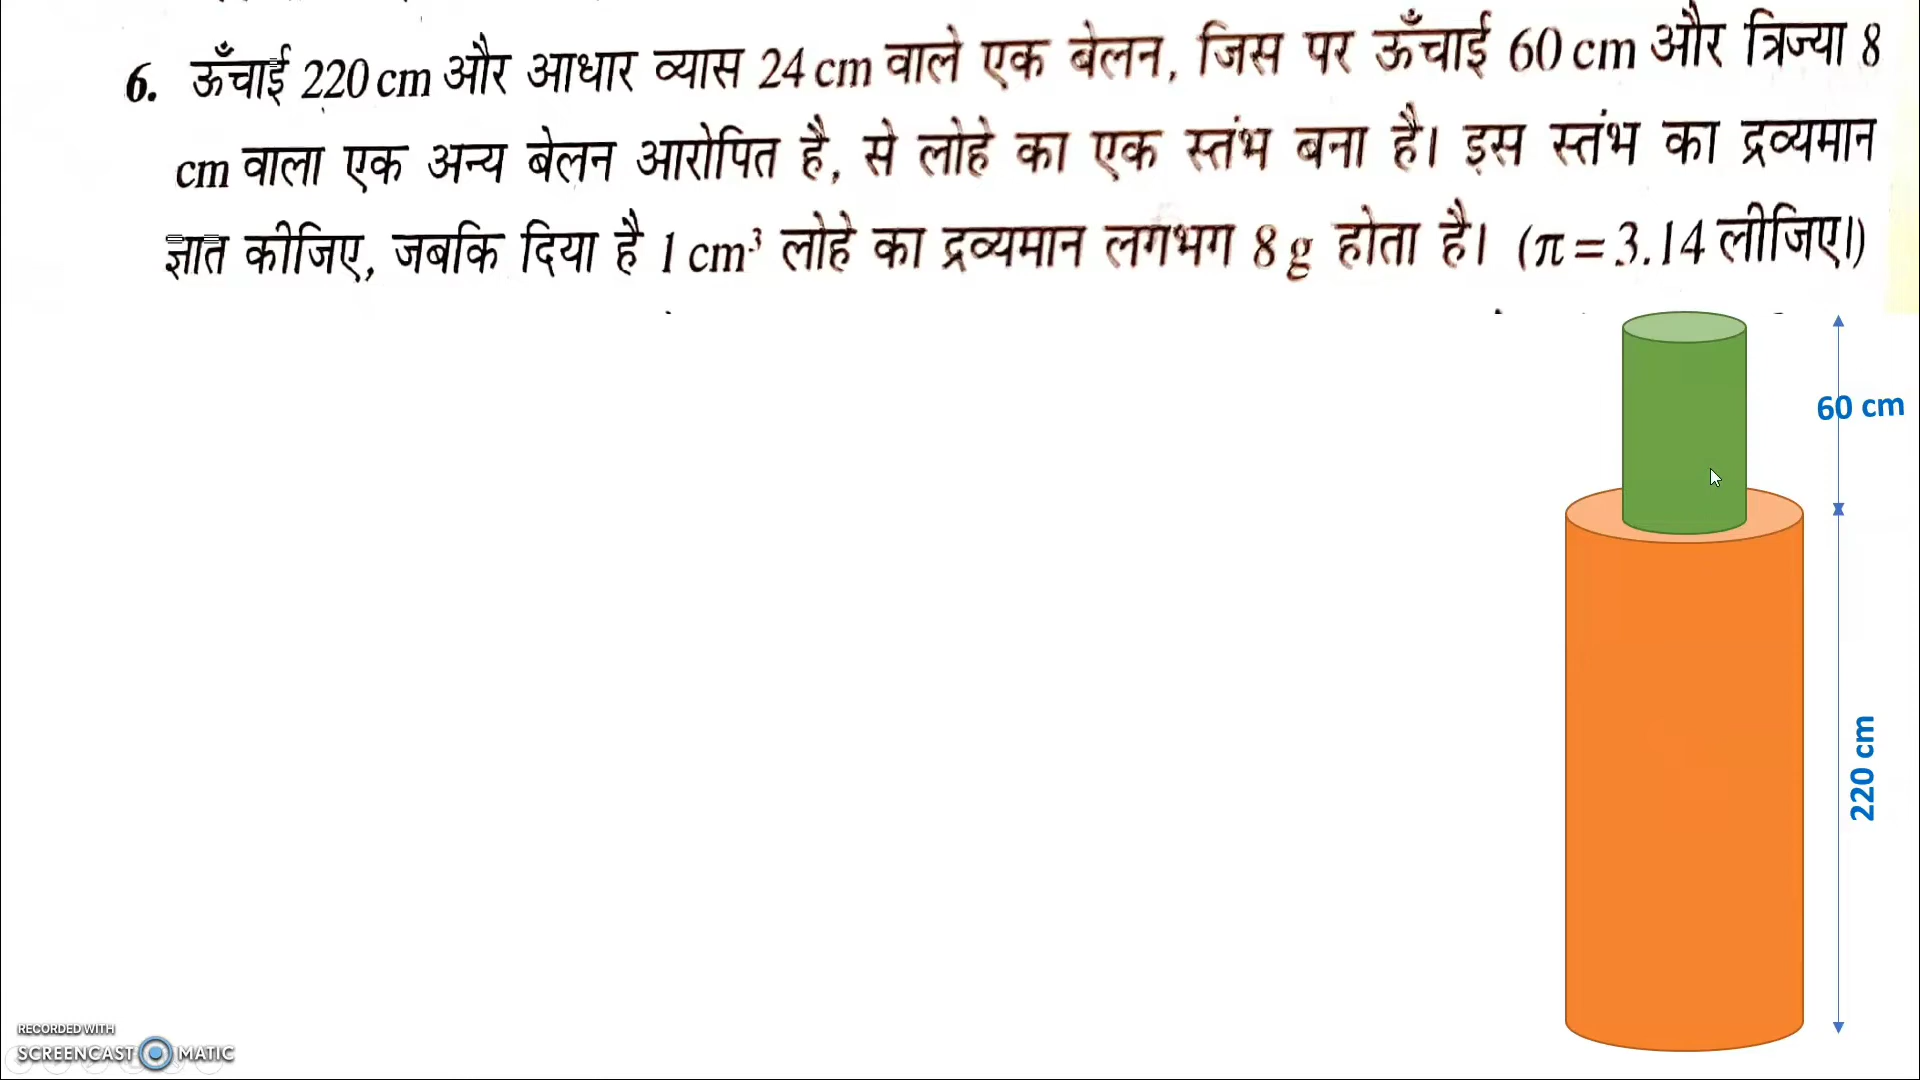 6. ऊँचाई 220 cm और आधार व्यास 24 cm वाले एक बेलन, जिस पर ऊँचाई 60 cm और त्रिज्या 8
cm वाला एक अन्य बेलन आरोपित है, से लोहे का एक स्तंभ बना है। इस स्तंभ का द्रव्यमान
ज्ञात कीजिए, जबकि दिया है 1 cm³ लोहे का द्रव्यमान लगभग 8 g होता है। (π = 3.14 लीजिए।)
60 cm
220 cm
RECORDED WITH
SCREENCAST MATIC